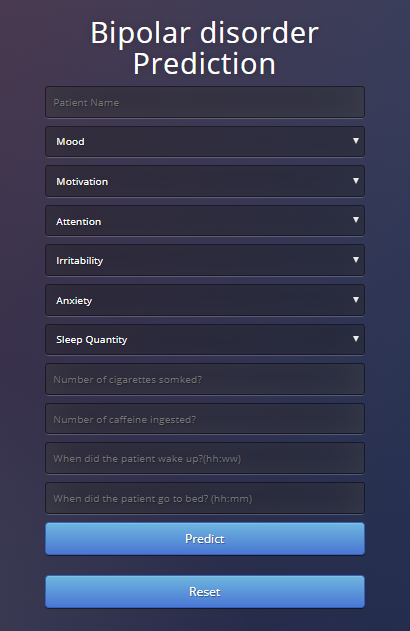 Bipolar disorder
Prediction
Patient Name
Mood
Motivation
Attention
Irritability
Anxiety
Sleep Quantity
Number of cigarettes somked?
Number of caffeine ingested?
When did the patient wake up?(hh:ww)
When did the patient go to bed? (hh:mm)
Predict
Reset